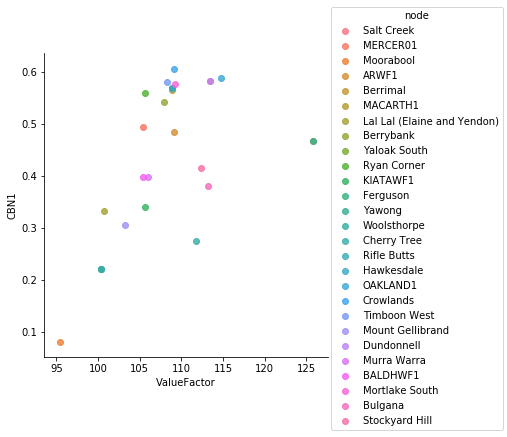 node
Salt Creek
MERCER01
Moorabool
ARWF1
Berrimal
MACARTH1
Lal Lal (Elaine and Yendon)
Berrybank
Yaloak South
Ryan Corner
KIATAWF1
Ferguson
Yawong
Woolsthorpe
Cherry Tree
Rifle Butts
Hawkesdale
OAKLAND1
Crowlands
Timboon West
Mount Gellibrand
Dundonnell
Murra Warra
BALDHWF1
Mortlake South
Bulgana
Stockyard Hill
0.6
0.5
0.4
0.3
0.2
0.1
CBN1
95 100 105 110 115 120 125
ValueFactor